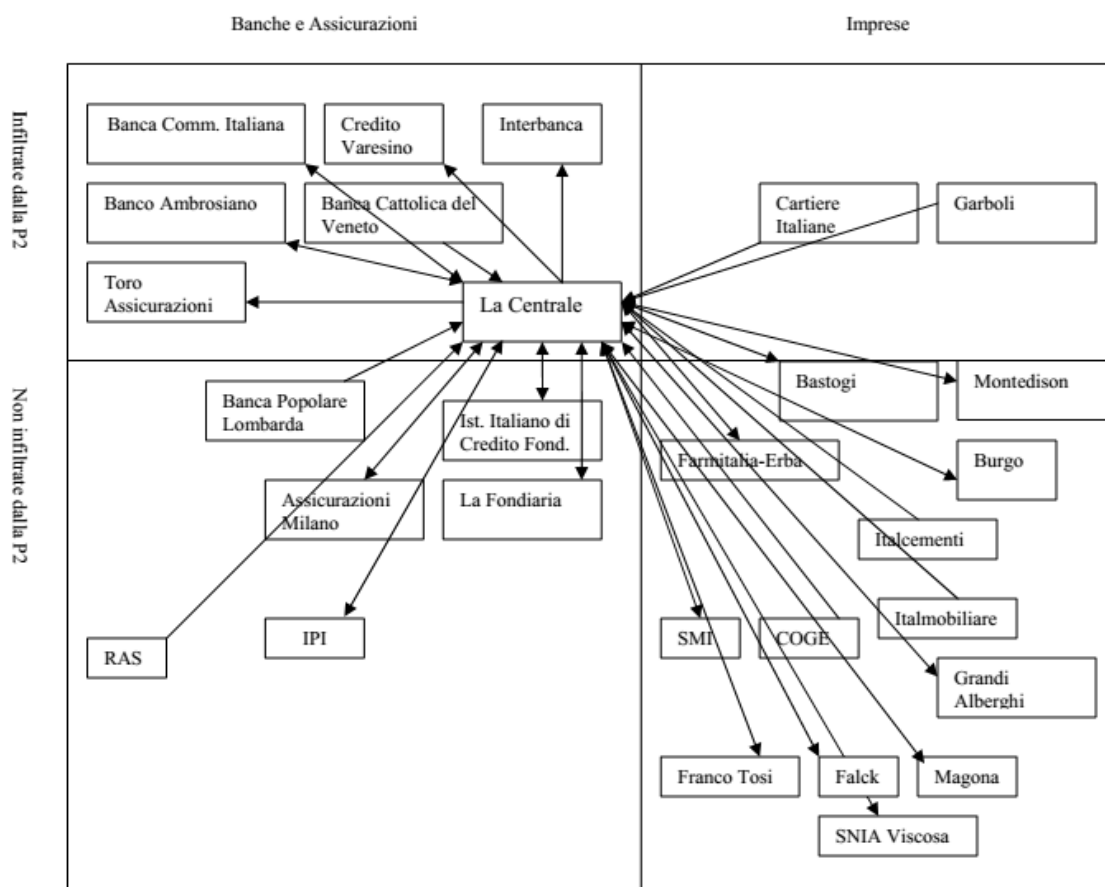 Banche e Assicurazioni
Imprese
Infiltrate dalla P2
Banca Comm. Italiana
Credito
Varesino
Interbanca
Banco Ambrosiano
Banca Cattolica del
Veneto
Cartiere
Italiane
Garboli
Toro
Assicurazioni
La Centrale
Non infiltrate dalla P2
Banca Popolare
Lombarda
Ist. Italiano di
Credito Fond.
Bastogi
Montedison
Farmitalia-Erba
Burgo
Assicurazioni
Milano
La Fondiaria
Italcementi
Italmobiliare
RAS
IPI
SMI
COGE
Grandi
Alberghi
Franco Tosi
Falck
Magona
SNIA Viscosa